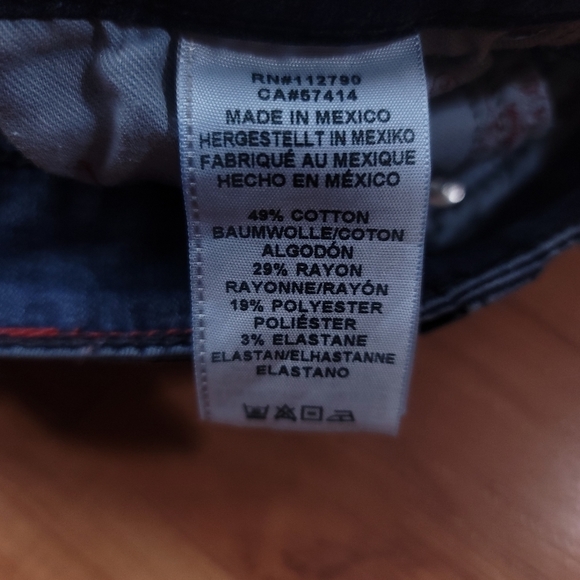 RN#112790
CA#57414
MADE IN MEXICO
HERGESTELLT IN MEXIKO
FABRIQUÉ AU MEXIQUE
HECHO EN MÉXICO
49% COTTON
BAUMWOLLE/COTON
ALGODÓN
29% RAYON
RAYONNE/RAYÓN
19% POLYESTER
POLIÉSTER
3% ELASTANE
ELASTAN/ELHASTANNE
ELASTANO